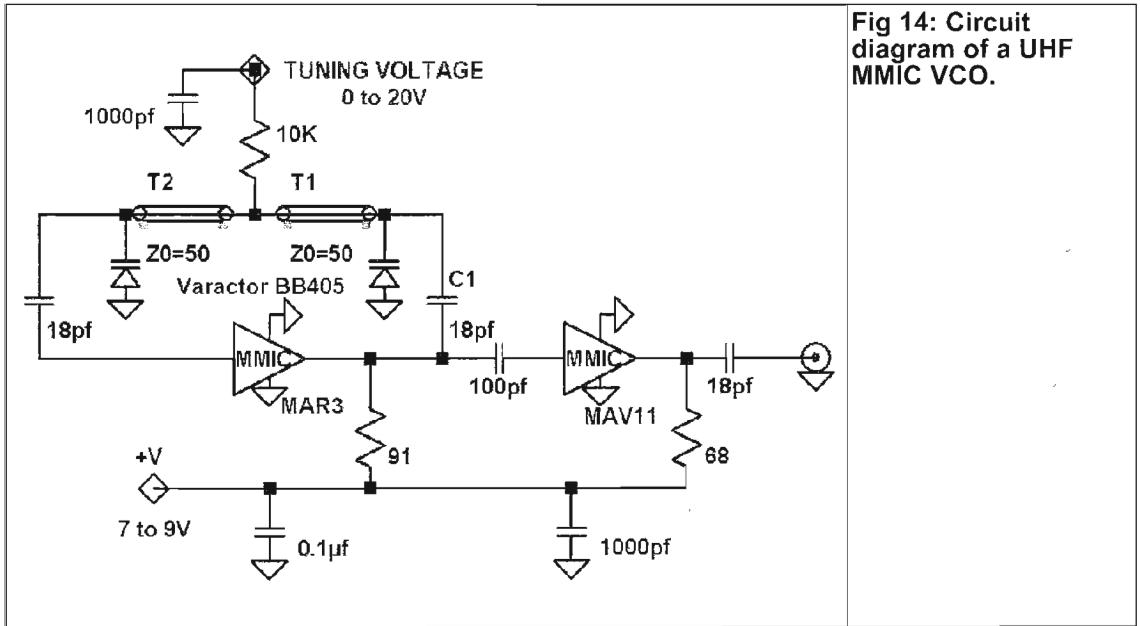 Fig 14: Circuit
diagram of a UHF
MMIC VCO.
TUNING VOLTAGE
0 to 20V
1000pf
10K
T2
T1
Z0=50
Z0=50
Varactor BB405
C1
18pf
18pf
MMIC
MMIC
100pf
18pf
MAR3
MAV11
91
68
+V
7 to 9V
0.1µf
1000pf